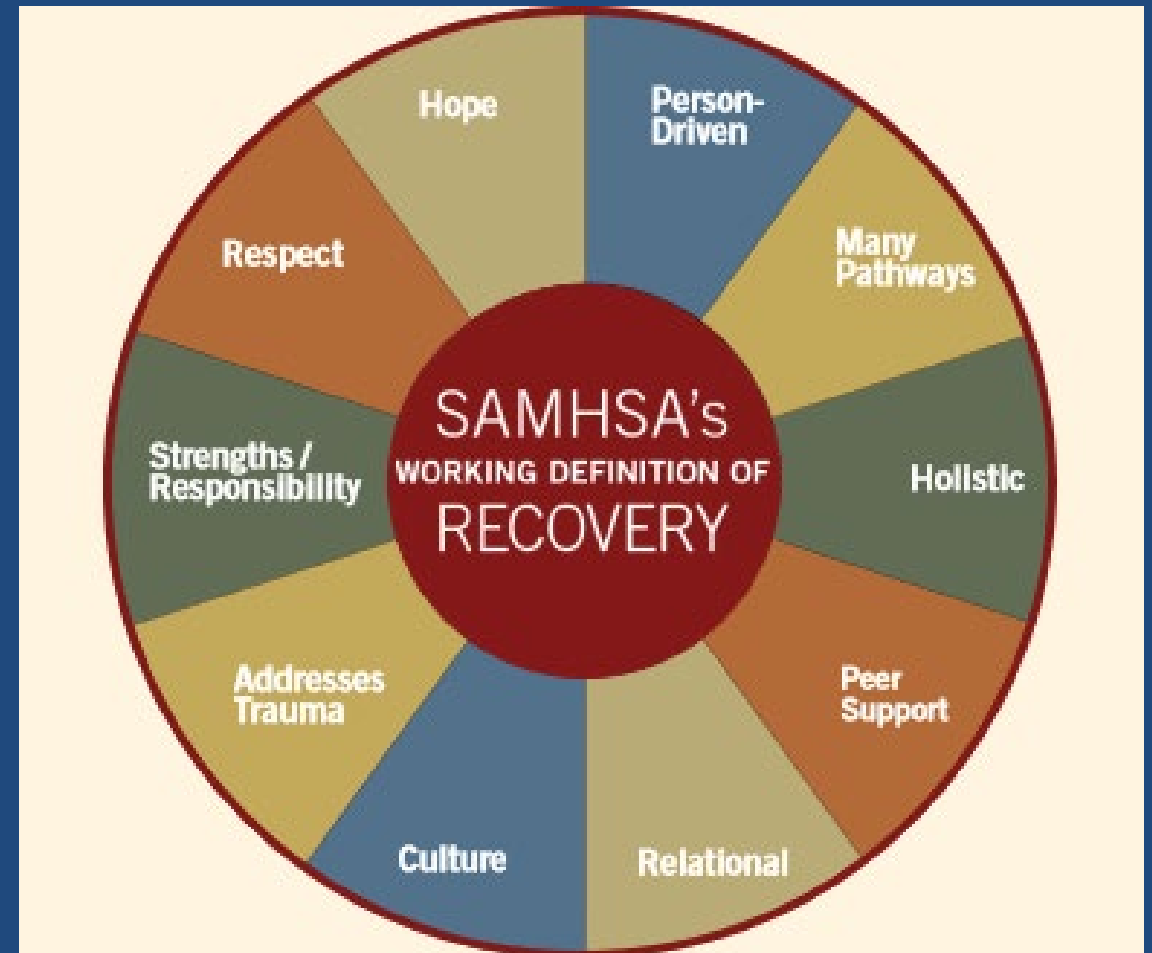 Hope
Person-
Driven
Many
Pathways
Respect
Holistic
Strengths /
Responsibility
SAMHSA's
WORKING DEFINITION OF
RECOVERY
Peer
Support
Addresses
Trauma
Culture
Relational